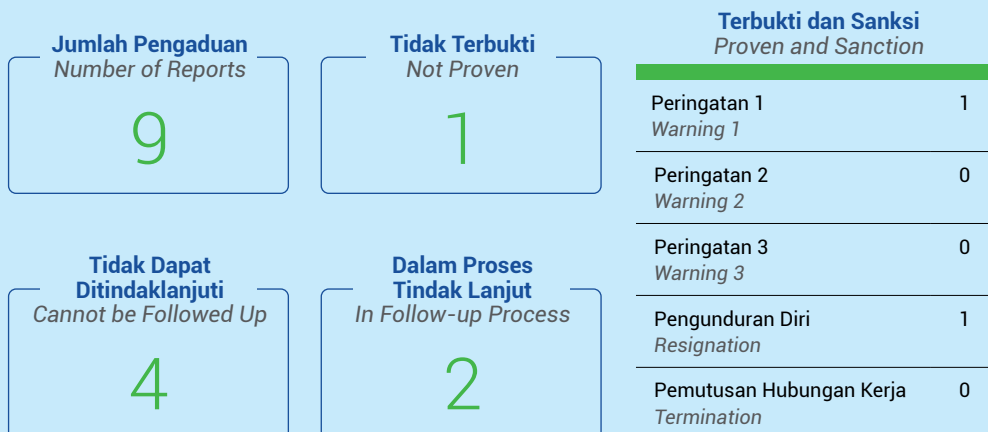 Jumlah Pengaduan
Number of Reports
9
Tidak Terbukti
Not Proven
1
Tidak Dapat
Ditindaklanjuti
Cannot be Followed Up
4
Dalam Proses
Tindak Lanjut
In Follow-up Process
2
Terbukti dan Sanksi
Proven and Sanction
Peringatan 1 1
Warning 1
Peringatan 2 0
Warning 2
Peringatan 3 0
Warning 3
Pengunduran Diri 1
Resignation
Pemutusan Hubungan Kerja 0
Termination